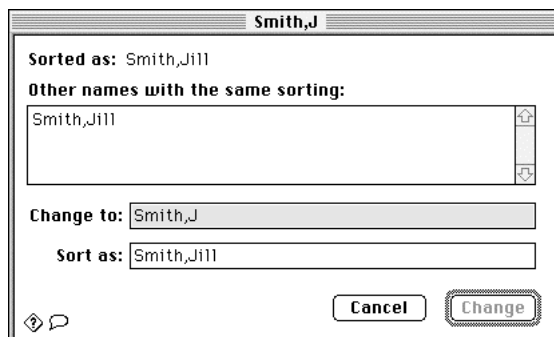 Smith,J
Sorted as: Smith,Jill
Other names with the same sorting:
Smith,Jill
Change to: Smith,J
Sort as: Smith,Jill
Cancel Change
?